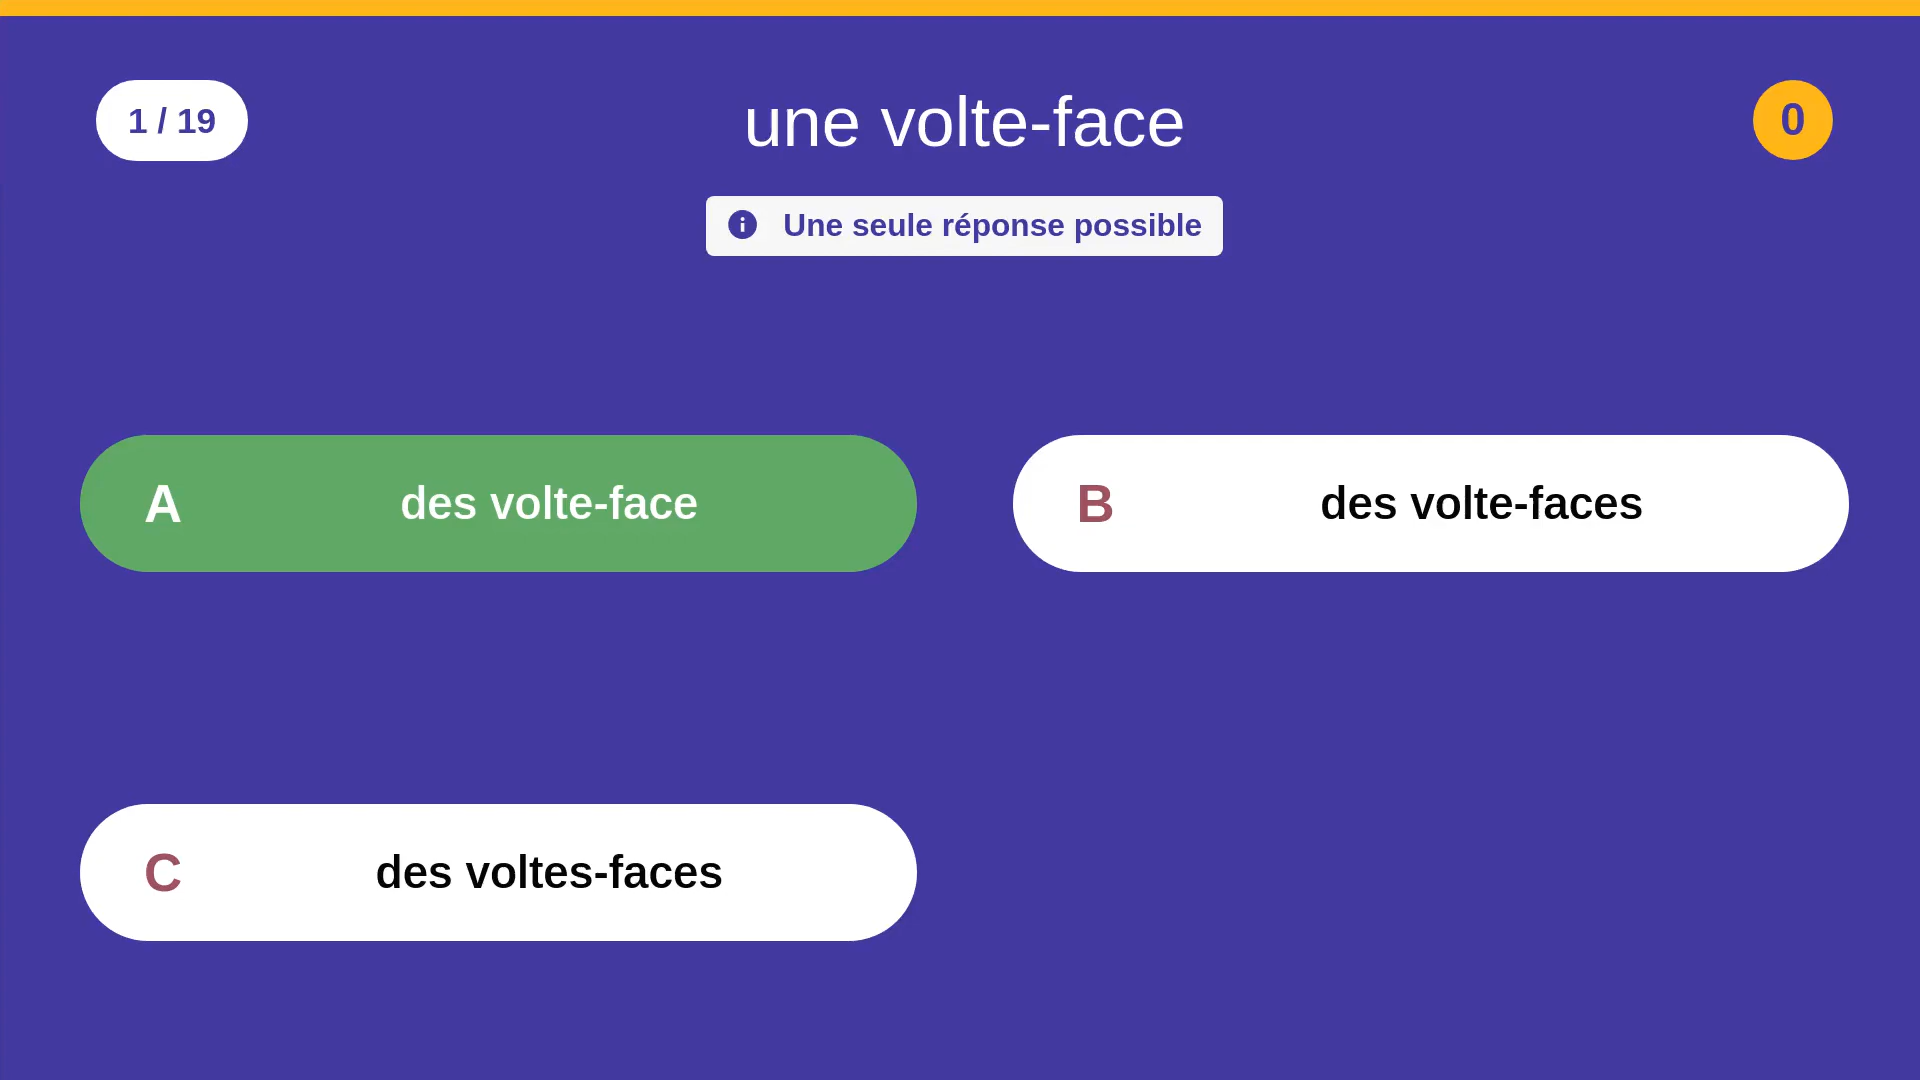 1 / 19
une volte-face
0
Une seule réponse possible
A des volte-face
B des volte-faces
C des voltes-faces